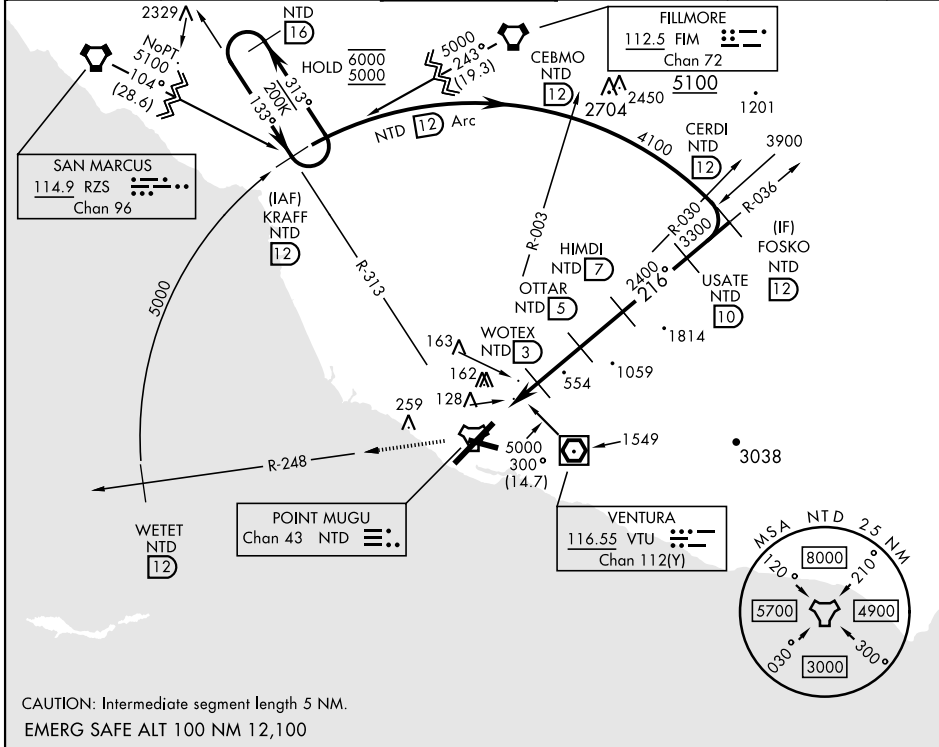 2329
NoPT
5100
104°
(28.6)
NTD
16
HOLD 6000
5000
313°
200K
133°
5000
243°
(19.3)
FILLMORE
112.5 FIM
Chan 72
CEBMO
NTD
12
2704
2450
5100
1201
NTD 12 Arc
4100
CERDI
NTD
12
3900
SAN MARCUS
114.9 RZS
Chan 96
(IAF)
KRAFF
NTD
12
R-313
R-003
R-030
R-036
3300
(IF)
FOSKO
NTD
12
5000
HIMDI
NTD 7
2400
216°
OTTAR
NTD 5
USATE
NTD
10
WOTEX
NTD 3
1814
163
162
128
554
1059
259
5000
300°
(14.7)
1549
3038
R-248
WETET
NTD
12
POINT MUGU
Chan 43 NTD
VENTURA
116.55 VTU
Chan 112(Y)
MSA NTD 25 NM
120°
8000
210°
5700
4900
030°
3000
300°
CAUTION: Intermediate segment length 5 NM.
EMERG SAFE ALT 100 NM 12,100